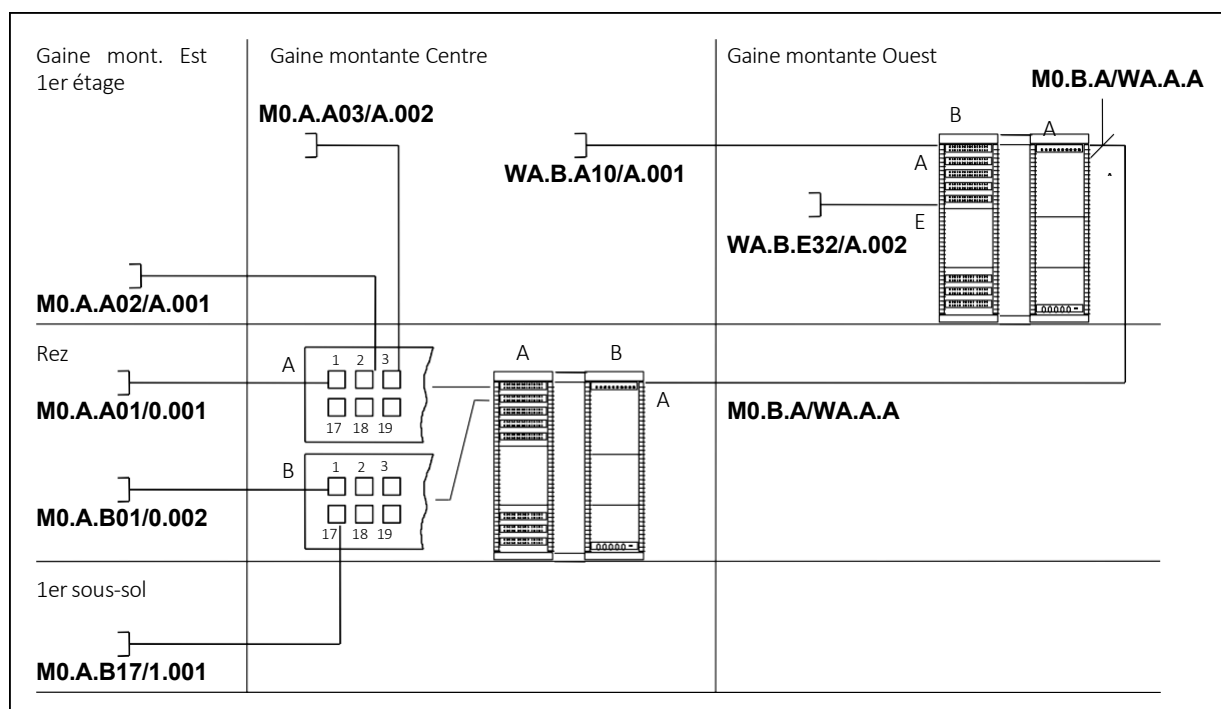 Gaine mont. Est
1er étage
Gaine montante Centre
Gaine montante Ouest
M0.B.A/WA.A.A
M0.A.A03/A.002
B
A
WA.B.A10/A.001
A
E
WA.B.E32/A.002
M0.A.A02/A.001
Rez
A
1 2 3
17 18 19
A
B
A
M0.A.A01/0.001
M0.B.A/WA.A.A
B
1 2 3
17 18 19
M0.A.B01/0.002
1er sous-sol
M0.A.B17/1.001